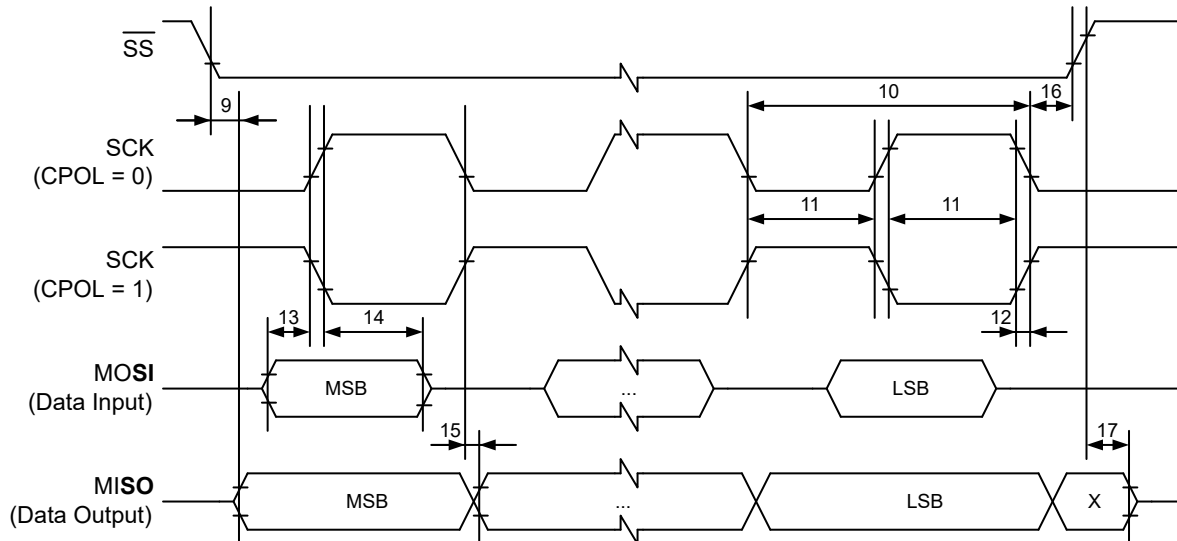 SS
9
10
16
SCK
(CPOL = 0)
11
11
SCK
(CPOL = 1)
13
14
12
MOSI
(Data Input)
MSB
...
LSB
15
17
MISO
(Data Output)
MSB
...
LSB
X